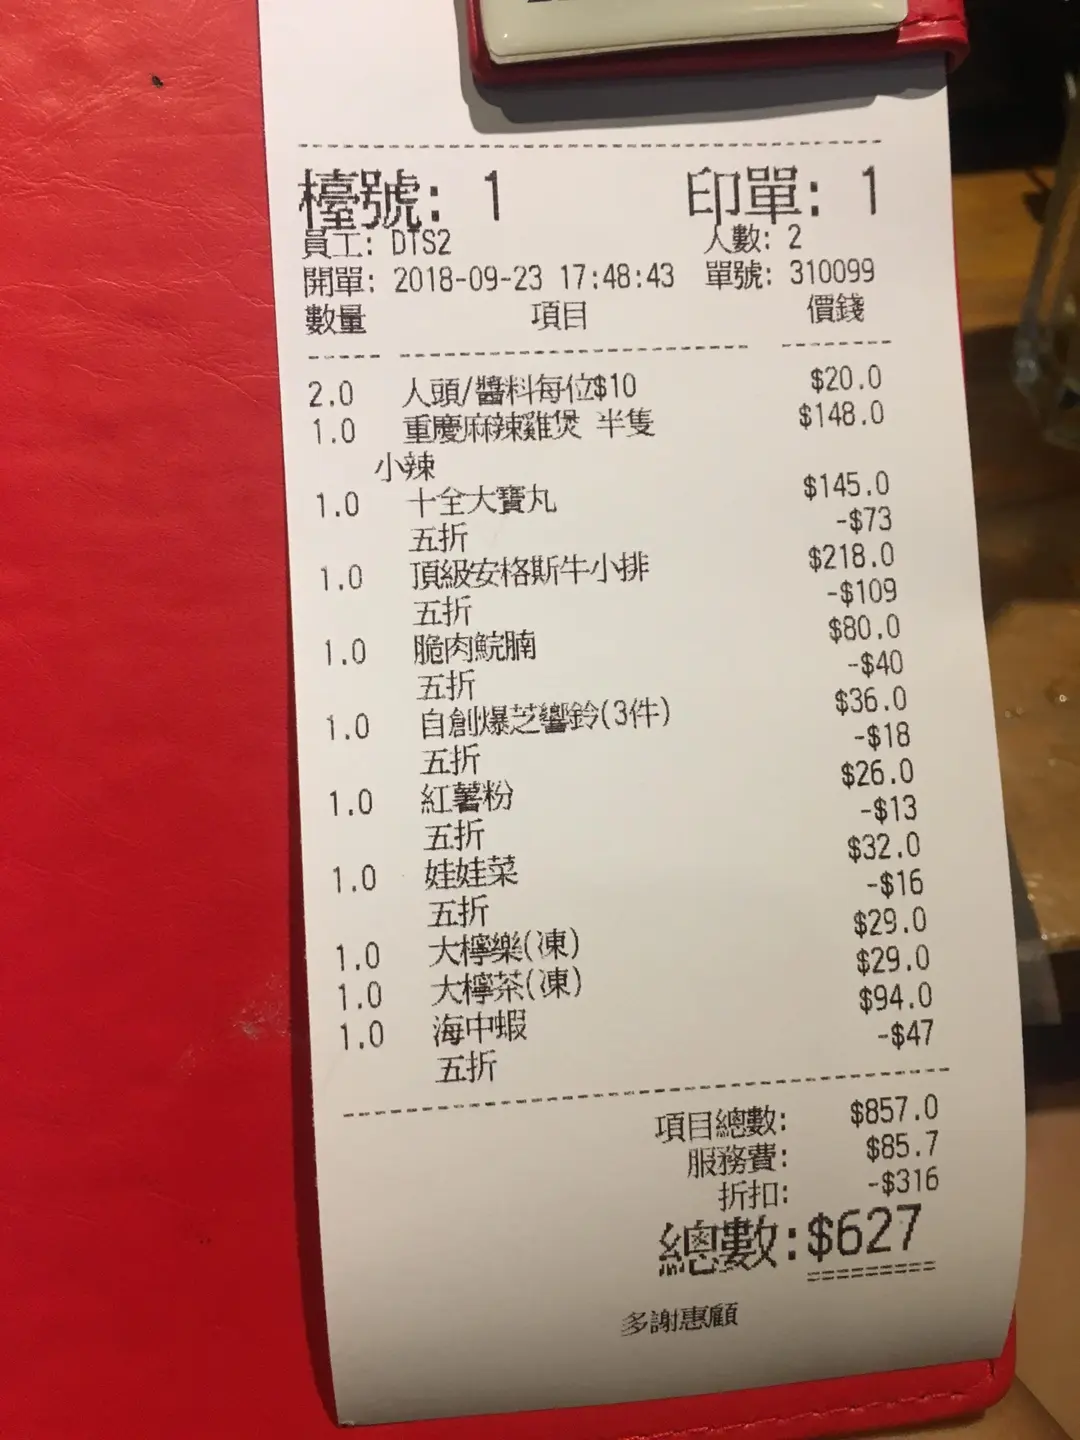 檯號: 1 印單: 1
員工: DTS2 人數: 2
開單: 2018-09-23 17:48:43 單號: 310099
數量 項目 價錢
2.0 人頭/醬料每位$10 $20.0
1.0 重慶麻辣雞煲 半隻 $148.0
小辣
1.0 十全大寶丸 $145.0
五折 -$73
1.0 頂級安格斯牛小排 $218.0
五折 -$109
1.0 脆肉鯇腩 $80.0
五折 -$40
1.0 自創爆芝響鈴(3件) $36.0
五折 -$18
1.0 紅薯粉 $26.0
五折 -$13
1.0 娃娃菜 $32.0
五折 -$16
1.0 大檸樂(凍) $29.0
1.0 大檸茶(凍) $29.0
1.0 海中蝦 $94.0
五折 -$47
項目總數: $857.0
服務費: $85.7
折扣: -$316
總數:$627
多謝惠顧